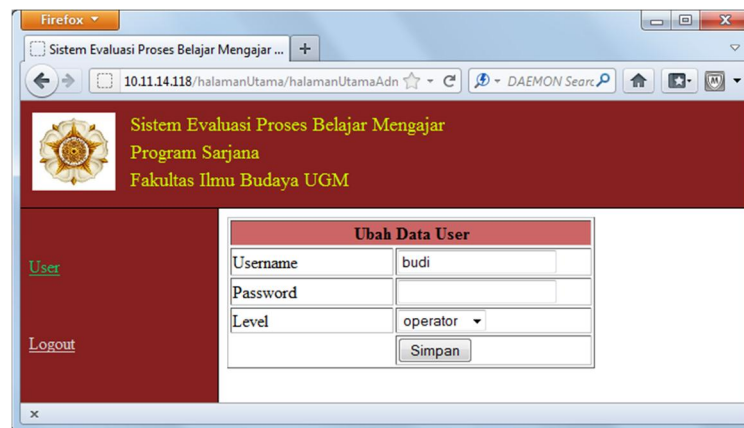 Firefox
Sistem Evaluasi Proses Belajar Mengajar ...
10.11.14.118/halamanUtama/halamanUtamaAdn
DAEMON Searc
Sistem Evaluasi Proses Belajar Mengajar
Program Sarjana
Fakultas Ilmu Budaya UGM
User
Logout
Ubah Data User
Username budi
Password
Level operator
Simpan